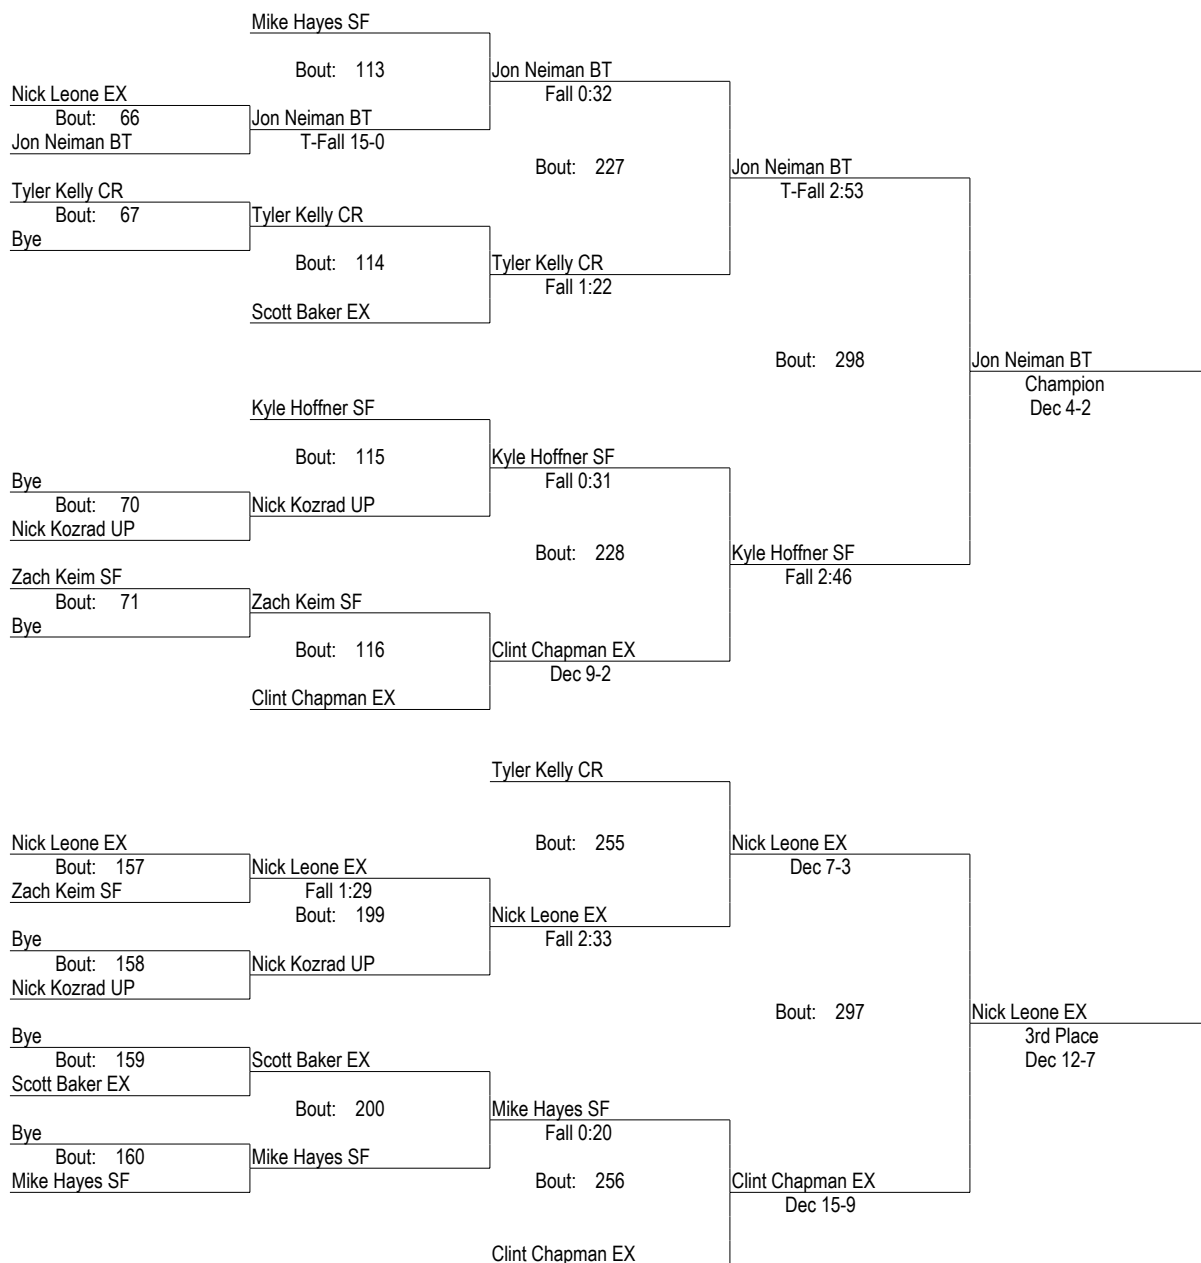 Mike Hayes SF
Bout: 113
Jon Neiman BT
Nick Leone EX
Fall 0:32
Bout: 66
Jon Neiman BT
Jon Neiman BT
T-Fall 15-0
Bout: 227
Jon Neiman BT
Tyler Kelly CR
T-Fall 2:53
Bout: 67
Tyler Kelly CR
Bye
Bout: 114
Tyler Kelly CR
Fall 1:22
Scott Baker EX
Bout: 298
Jon Neiman BT
Champion
Dec 4-2
Kyle Hoffner SF
Bout: 115
Kyle Hoffner SF
Bye
Fall 0:31
Bout: 70
Nick Kozrad UP
Nick Kozrad UP
Bout: 228
Kyle Hoffner SF
Zach Keim SF
Fall 2:46
Bout: 71
Zach Keim SF
Bye
Bout: 116
Clint Chapman EX
Dec 9-2
Clint Chapman EX
Tyler Kelly CR
Nick Leone EX
Bout: 255
Nick Leone EX
Bout: 157
Nick Leone EX
Dec 7-3
Zach Keim SF
Fall 1:29
Bout: 199
Nick Leone EX
Bye
Fall 2:33
Bout: 158
Nick Kozrad UP
Nick Kozrad UP
Bout: 297
Nick Leone EX
Bye
3rd Place
Bout: 159
Scott Baker EX
Dec 12-7
Scott Baker EX
Bout: 200
Mike Hayes SF
Bye
Fall 0:20
Bout: 160
Mike Hayes SF
Mike Hayes SF
Bout: 256
Clint Chapman EX
Dec 15-9
Clint Chapman EX